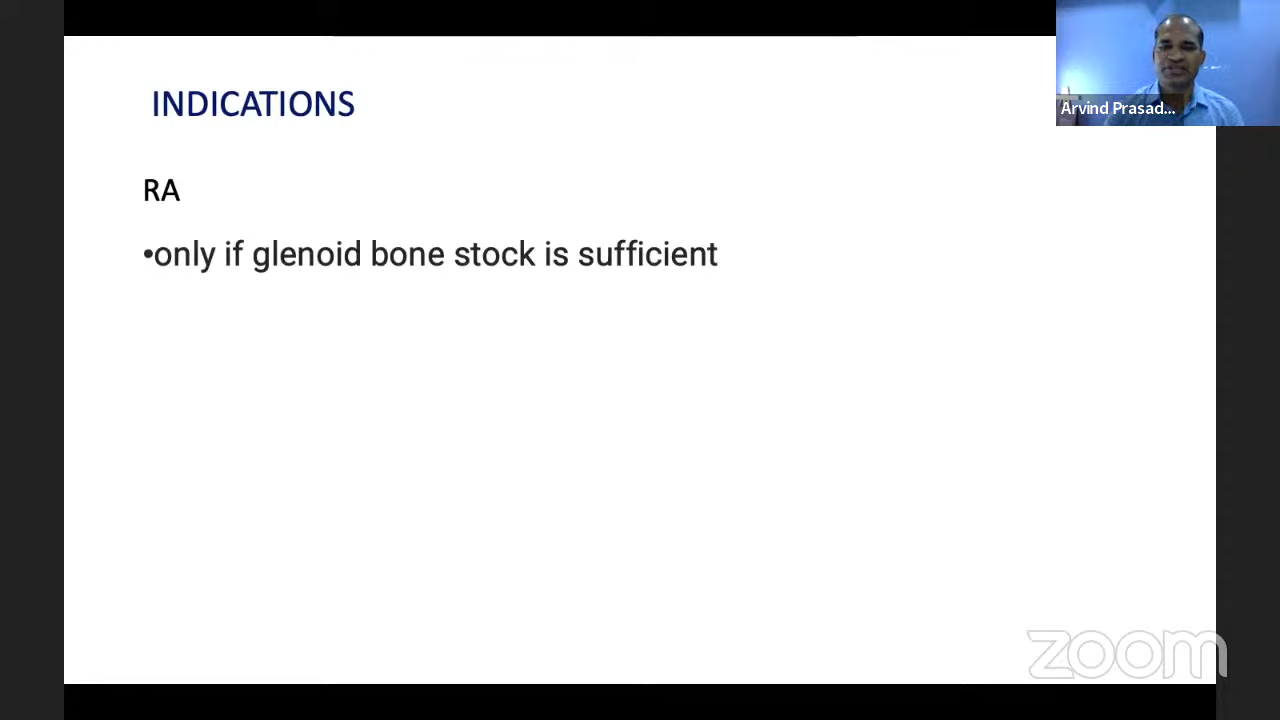 INDICATIONS
Arvind Prasad...
RA
•only if glenoid bone stock is sufficient
zoom